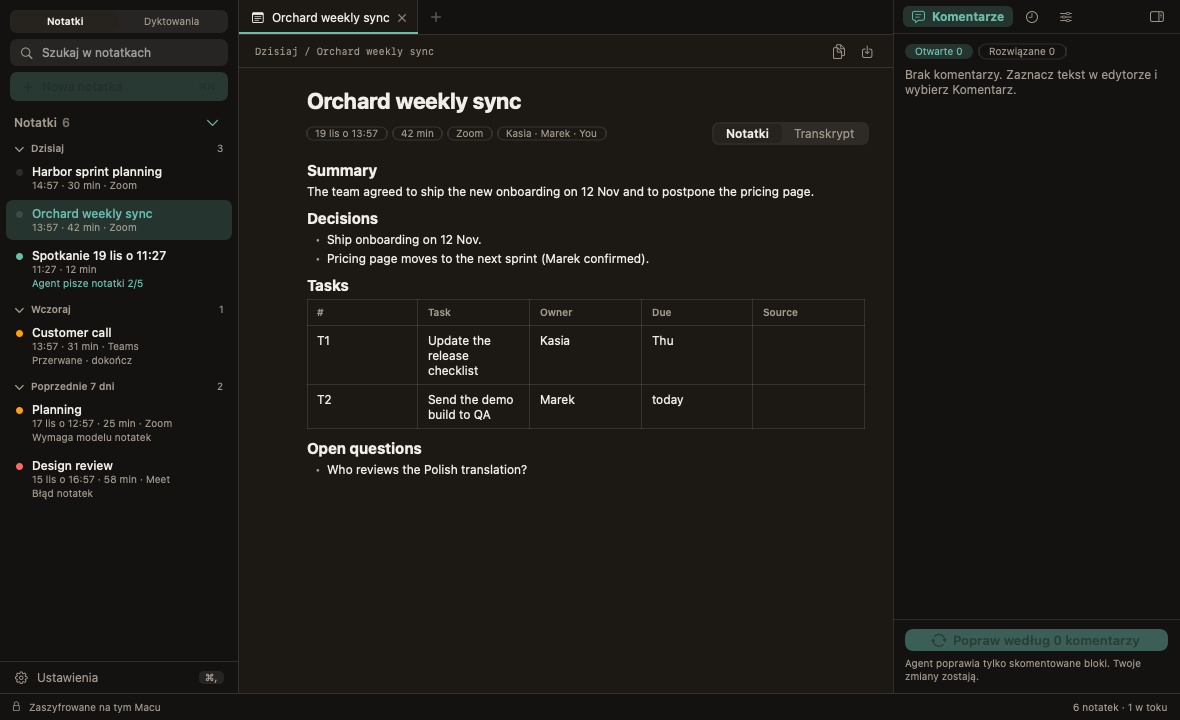 Notatki
Dyktowania
Szukaj w notatkach
+ Nowa notatka ⌘N
Notatki 6
Dzisiaj 3
Harbor sprint planning
14:57 · 30 min · Zoom
Orchard weekly sync
13:57 · 42 min · Zoom
Spotkanie 19 lis o 11:27
11:27 · 12 min
Agent pisze notatki 2/5
Wczoraj 1
Customer call
13:57 · 31 min · Teams
Przerwane · dokończ
Poprzednie 7 dni 2
Planning
17 lis o 12:57 · 25 min · Zoom
Wymaga modelu notatek
Design review
15 lis o 16:57 · 58 min · Meet
Błąd notatek
Ustawienia ⌘,
Orchard weekly sync
Dzisiaj / Orchard weekly sync
Orchard weekly sync
19 lis o 13:57
42 min
Zoom
Kasia · Marek · You
Notatki
Transkrypt
Summary
The team agreed to ship the new onboarding on 12 Nov and to postpone the pricing page.
Decisions
• Ship onboarding on 12 Nov.
• Pricing page moves to the next sprint (Marek confirmed).
Tasks
# Task Owner Due Source
T1 Update the release checklist Kasia Thu
T2 Send the demo build to QA Marek today
Open questions
• Who reviews the Polish translation?
Komentarze
Otwarte 0
Rozwiązane 0
Brak komentarzy. Zaznacz tekst w edytorze i
wybierz Komentarz.
Popraw według 0 komentarzy
Agent poprawia tylko skomentowane bloki. Twoje
zmiany zostają.
Zaszyfrowane na tym Macu
6 notatek · 1 w toku